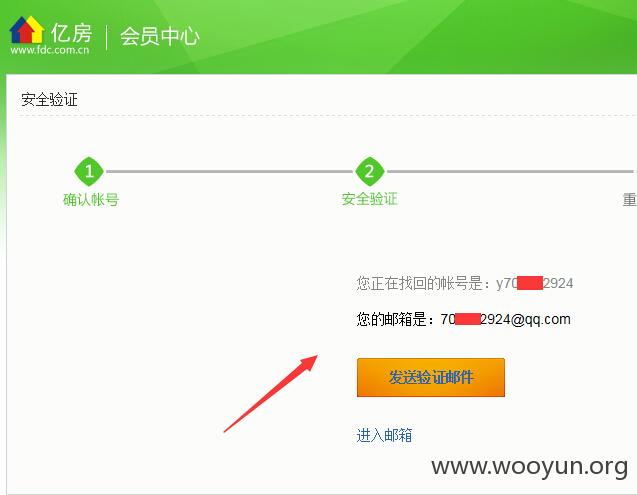 亿房
www.fdc.com.cn
会员中心
安全验证
1
2
确认帐号
安全验证
重
您正在找回的帐号是：y70 2924
您的邮箱是：70 2924@qq.com
发送验证邮件
进入邮箱
www.wooyun.org